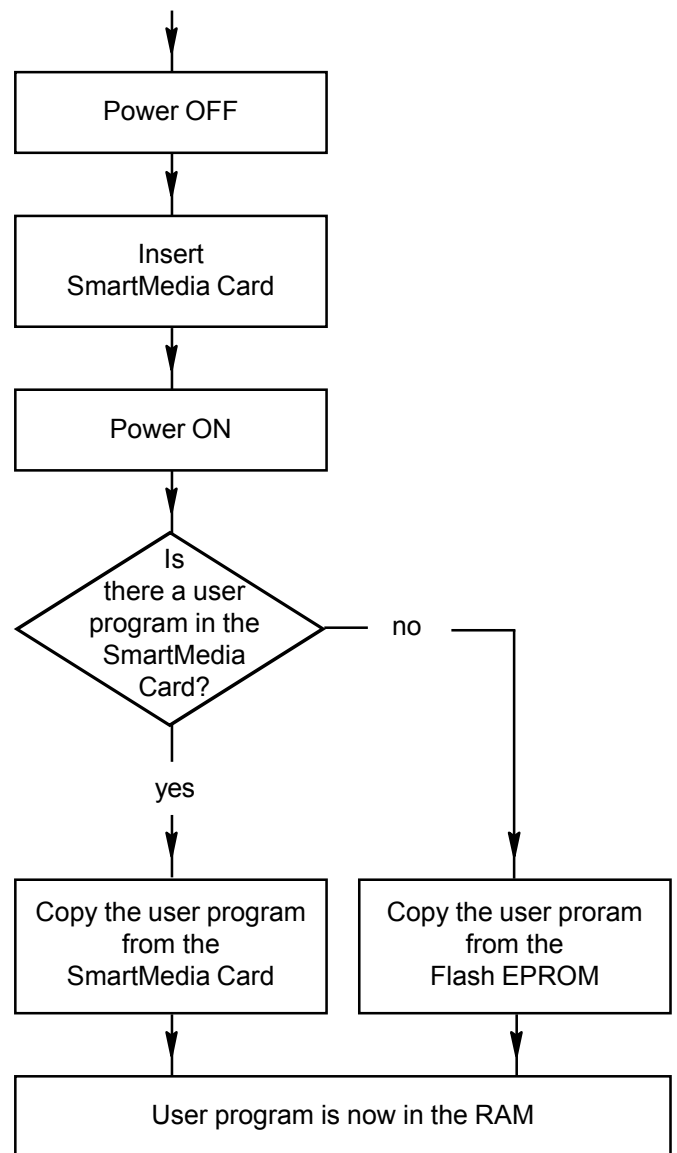 Power OFF
Insert
SmartMedia Card
Power ON
Is
there a user
program in the
SmartMedia
Card?
no
yes
Copy the user program
from the
SmartMedia Card
Copy the user proram
from the
Flash EPROM
User program is now in the RAM